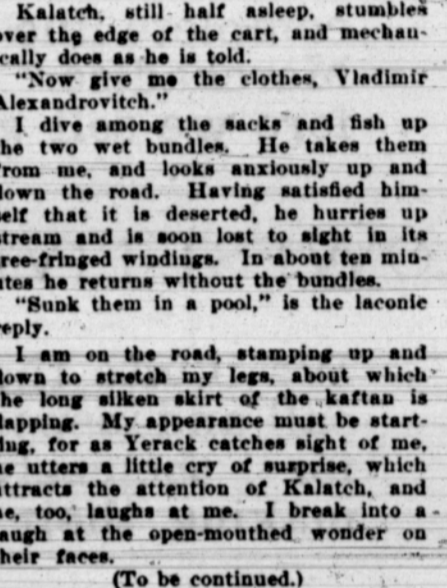 Kalatch, still half asleep, stumbles
over the edge of the cart, and mechan-
ically does as he is told.
"Now give me the clothes, Vladimir
Alexandrovitch."
I dive among the sacks and fish up
the two wet bundles. He takes them
from me, and looks anxiously up and
down the road. Having satisfied him-
self that it is deserted, he hurries up
stream and is soon lost to sight in its
tree-fringed windings. In about ten min-
utes he returns without the bundles.
"Sunk them in a pool," is the laconic
reply.
I am on the road, stamping up and
down to stretch my legs, about which
the long silken skirt of the kaftan is
flapping. My appearance must be start-
ling, for as Yerack catches sight of me,
he utters a little cry of surprise, which
attracts the attention of Kalatch, and
he, too, laughs at me. I break into a
laugh at the open-mouthed wonder on
their faces.
(To be continued.)